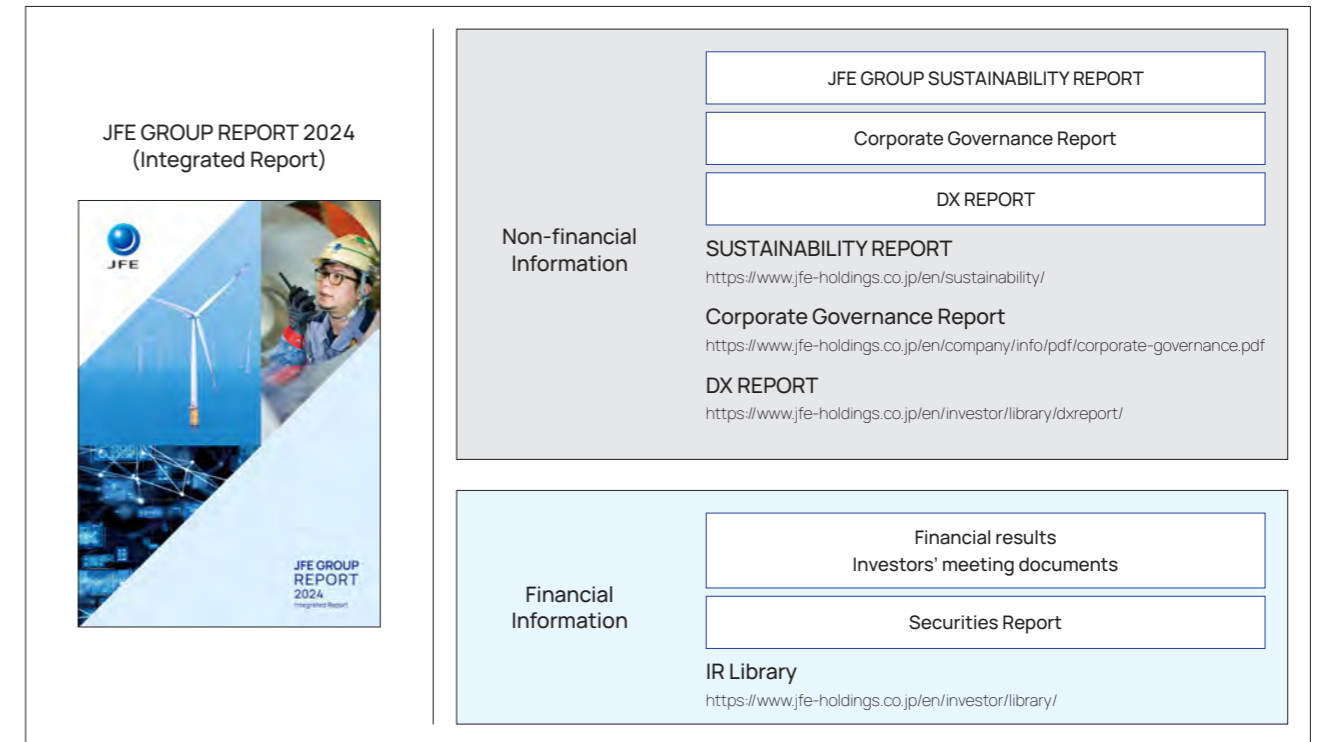 JFE GROUP REPORT 2024
(Integrated Report)
JFE
JFE GROUP
REPORT
2024
Integrated Report
Non-financial
Information
JFE GROUP SUSTAINABILITY REPORT
Corporate Governance Report
DX REPORT
SUSTAINABILITY REPORT
https://www.jfe-holdings.co.jp/en/sustainability/
Corporate Governance Report
https://www.jfe-holdings.co.jp/en/company/info/pdf/corporate-governance.pdf
DX REPORT
https://www.jfe-holdings.co.jp/en/investor/library/dxreport/
Financial
Information
Financial results
Investors’ meeting documents
Securities Report
IR Library
https://www.jfe-holdings.co.jp/en/investor/library/